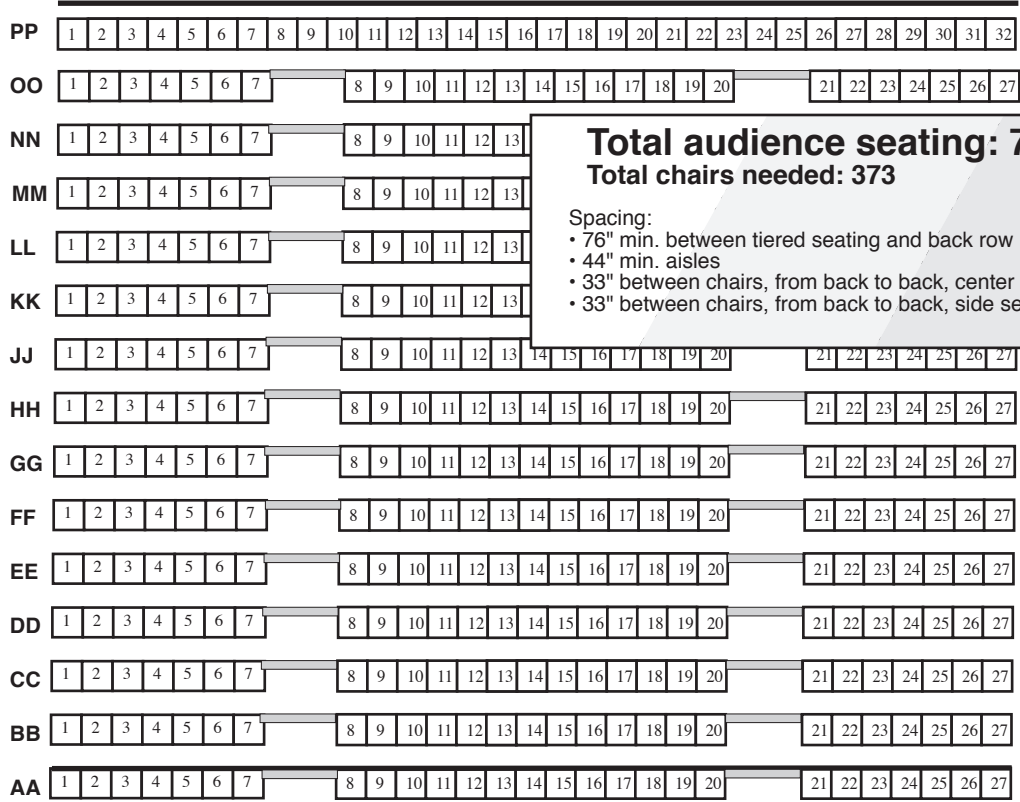 PP 1 2 3 4 5 6 7 8 9 10 11 12 13 14 15 16 17 18 19 20 21 22 23 24 25 26 27 28 29 30 31 32
OO 1 2 3 4 5 6 7 8 9 10 11 12 13 14 15 16 17 18 19 20 21 22 23 24 25 26 27
NN 1 2 3 4 5 6 7 8 9 10 11 12 13
MM 1 2 3 4 5 6 7 8 9 10 11 12 13
LL 1 2 3 4 5 6 7 8 9 10 11 12 13
KK 1 2 3 4 5 6 7 8 9 10 11 12 13
Total audience seating: 7
Total chairs needed: 373
Spacing:
• 76" min. between tiered seating and back row
• 44" min. aisles
• 33" between chairs, from back to back, center
• 33" between chairs, from back to back, side se
JJ 1 2 3 4 5 6 7 8 9 10 11 12 13 14 15 16 17 18 19 20 21 22 23 24 25 26 27
HH 1 2 3 4 5 6 7 8 9 10 11 12 13 14 15 16 17 18 19 20 21 22 23 24 25 26 27
GG 1 2 3 4 5 6 7 8 9 10 11 12 13 14 15 16 17 18 19 20 21 22 23 24 25 26 27
FF 1 2 3 4 5 6 7 8 9 10 11 12 13 14 15 16 17 18 19 20 21 22 23 24 25 26 27
EE 1 2 3 4 5 6 7 8 9 10 11 12 13 14 15 16 17 18 19 20 21 22 23 24 25 26 27
DD 1 2 3 4 5 6 7 8 9 10 11 12 13 14 15 16 17 18 19 20 21 22 23 24 25 26 27
CC 1 2 3 4 5 6 7 8 9 10 11 12 13 14 15 16 17 18 19 20 21 22 23 24 25 26 27
BB 1 2 3 4 5 6 7 8 9 10 11 12 13 14 15 16 17 18 19 20 21 22 23 24 25 26 27
AA 1 2 3 4 5 6 7 8 9 10 11 12 13 14 15 16 17 18 19 20 21 22 23 24 25 26 27